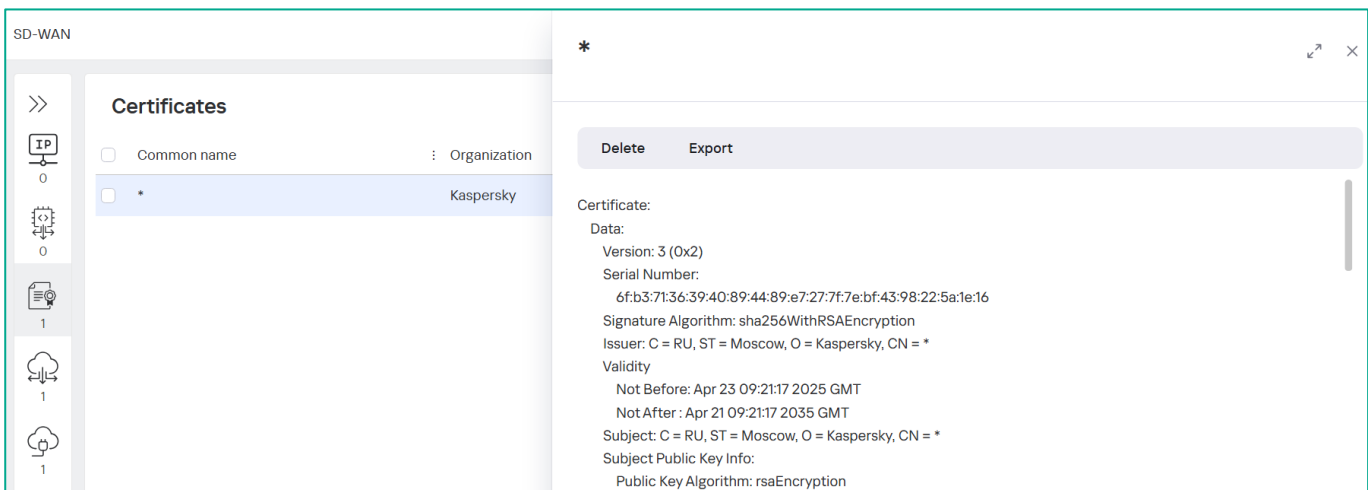 SD-WAN
*
Certificates
Delete Export
Common name Organization
* Kaspersky
IP
0
0
1
1
1
Certificate:
Data:
Version: 3 (0x2)
Serial Number:
6f:b3:71:36:39:40:89:44:89:e7:27:7f:7e:bf:43:98:22:5a:1e:16
Signature Algorithm: sha256WithRSAEncryption
Issuer: C = RU, ST = Moscow, O = Kaspersky, CN = *
Validity
Not Before: Apr 23 09:21:17 2025 GMT
Not After : Apr 21 09:21:17 2035 GMT
Subject: C = RU, ST = Moscow, O = Kaspersky, CN = *
Subject Public Key Info:
Public Key Algorithm: rsaEncryption